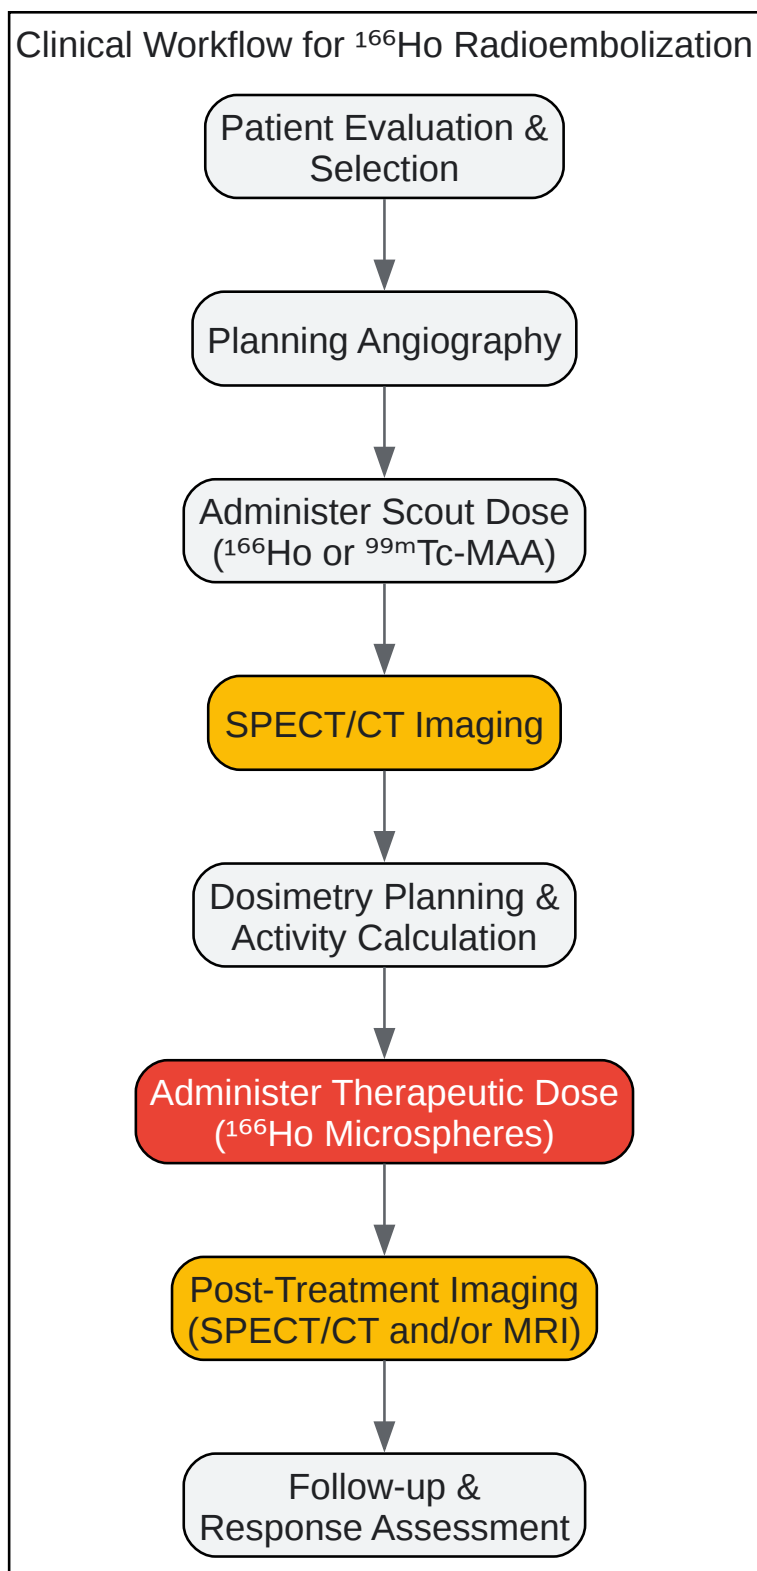 Clinical Workflow for ¹⁶⁶Ho Radioembolization
Patient Evaluation &
Selection
Planning Angiography
Administer Scout Dose
(¹⁶⁶Ho or ⁹⁹ᵐTc-MAA)
SPECT/CT Imaging
Dosimetry Planning &
Activity Calculation
Administer Therapeutic Dose
(¹⁶⁶Ho Microspheres)
Post-Treatment Imaging
(SPECT/CT and/or MRI)
Follow-up &
Response Assessment